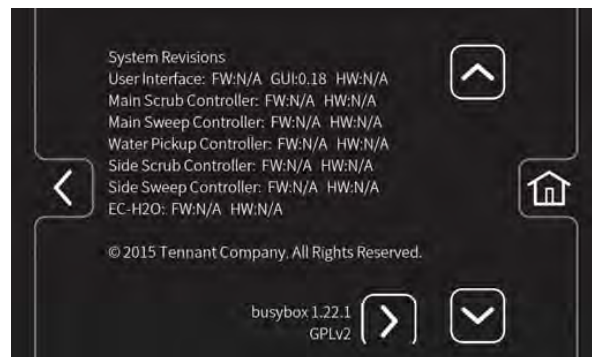 System Revisions
User Interface: FW:N/A GUI:0.18 HW:N/A
Main Scrub Controller: FW:N/A HW:N/A
Main Sweep Controller: FW:N/A HW:N/A
Water Pickup Controller: FW:N/A HW:N/A
Side Scrub Controller: FW:N/A HW:N/A
Side Sweep Controller: FW:N/A HW:N/A
EC-H2O: FW:N/A HW:N/A
© 2015 Tennant Company. All Rights Reserved.
busybox 1.22.1
GPLv2